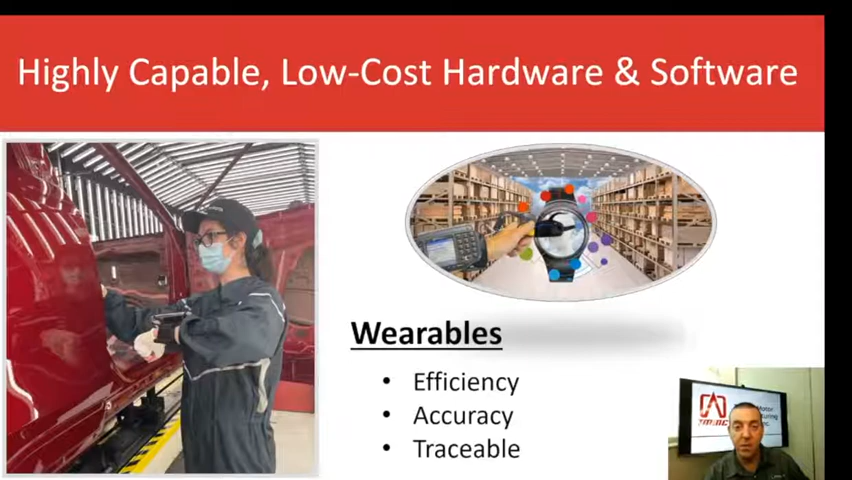 Highly Capable, Low-Cost Hardware & Software
Wearables
• Efficiency
• Accuracy
• Traceable